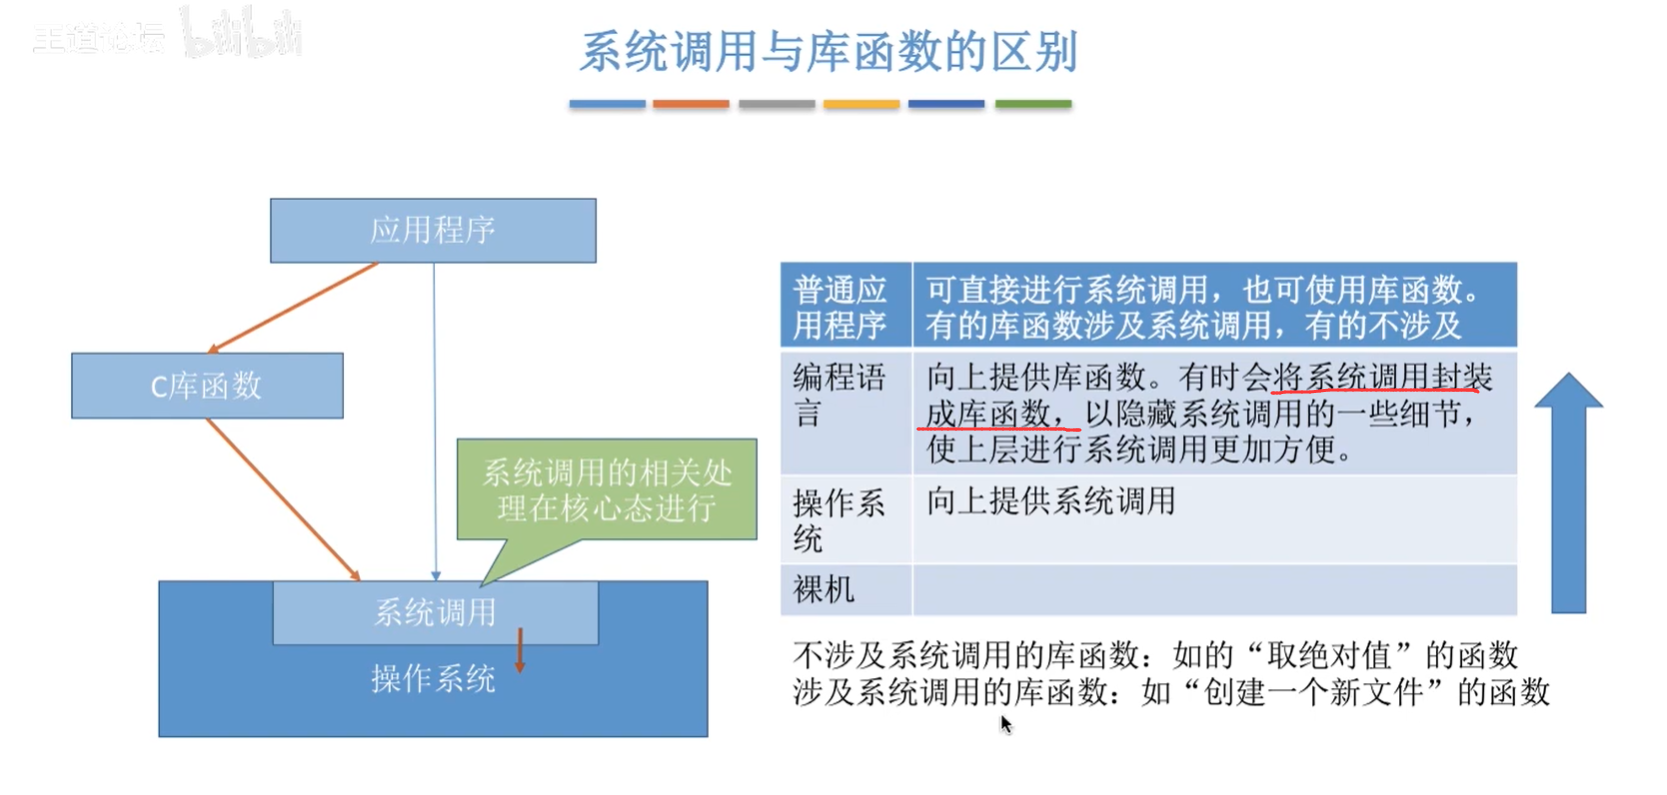 王道论坛 bilibili
系统调用与库函数的区别
应用程序
C库函数
系统调用的相关处
理在核心态进行
系统调用
操作系统
普通应
用程序
可直接进行系统调用，也可使用库函数。
有的库函数涉及系统调用，有的不涉及
编程语
言
向上提供库函数。有时会将系统调用封装
成库函数，以隐藏系统调用的一些细节，
使上层进行系统调用更加方便。
操作系
统
向上提供系统调用
裸机
不涉及系统调用的库函数：如的“取绝对值”的函数
涉及系统调用的库函数：如“创建一个新文件”的函数